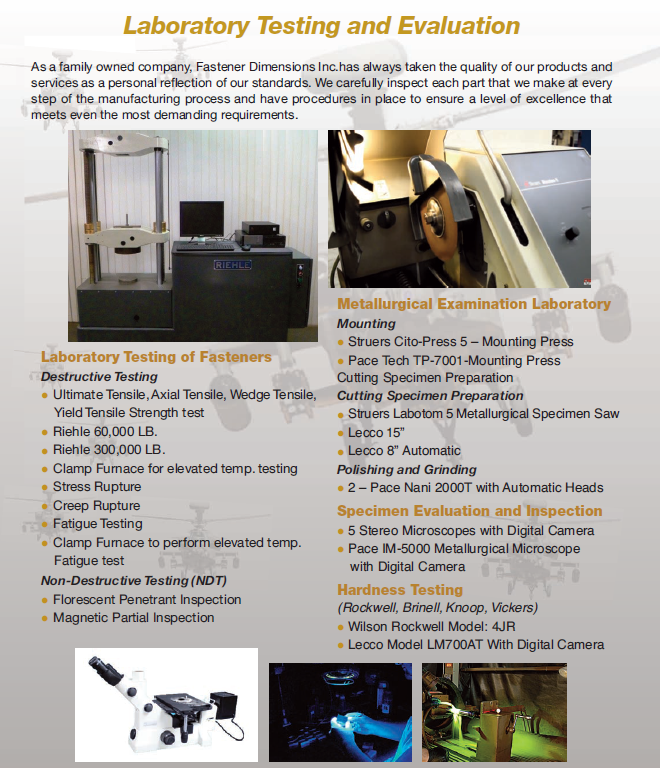 Laboratory Testing and Evaluation
As a family owned company, Fastener Dimensions Inc.has always taken the quality of our products and
services as a personal reflection of our standards. We carefully inspect each part that we make at every
step of the manufacturing process and have procedures in place to ensure a level of excellence that
meets even the most demanding requirements.
RIEHLE
Laboratory Testing of Fasteners
Destructive Testing
● Ultimate Tensile, Axial Tensile, Wedge Tensile,
Yield Tensile Strength test
● Riehle 60,000 LB.
● Riehle 300,000 LB.
● Clamp Furnace for elevated temp. testing
● Stress Rupture
● Creep Rupture
● Fatigue Testing
● Clamp Furnace to perform elevated temp.
Fatigue test
Non-Destructive Testing (NDT)
● Florescent Penetrant Inspection
● Magnetic Partial Inspection
Metallurgical Examination Laboratory
Mounting
● Struers Cito-Press 5 – Mounting Press
● Pace Tech TP-7001-Mounting Press
Cutting Specimen Preparation
Cutting Specimen Preparation
● Struers Labotom 5 Metallurgical Specimen Saw
● Lecco 15”
● Lecco 8” Automatic
Polishing and Grinding
● 2 – Pace Nani 2000T with Automatic Heads
Specimen Evaluation and Inspection
● 5 Stereo Microscopes with Digital Camera
● Pace IM-5000 Metallurgical Microscope
with Digital Camera
Hardness Testing
(Rockwell, Brinell, Knoop, Vickers)
● Wilson Rockwell Model: 4JR
● Lecco Model LM700AT With Digital Camera